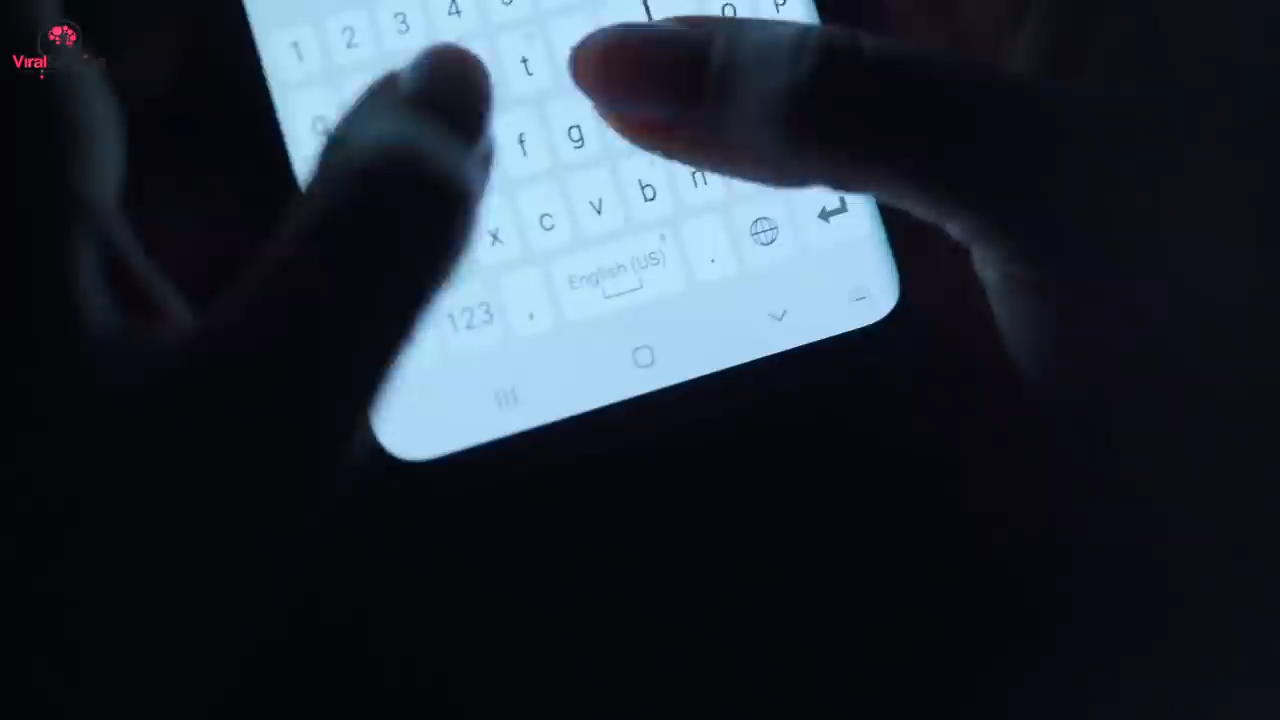 Viral
1 2 3 4
t o p
f g
x c v b n
123 , English (US) .